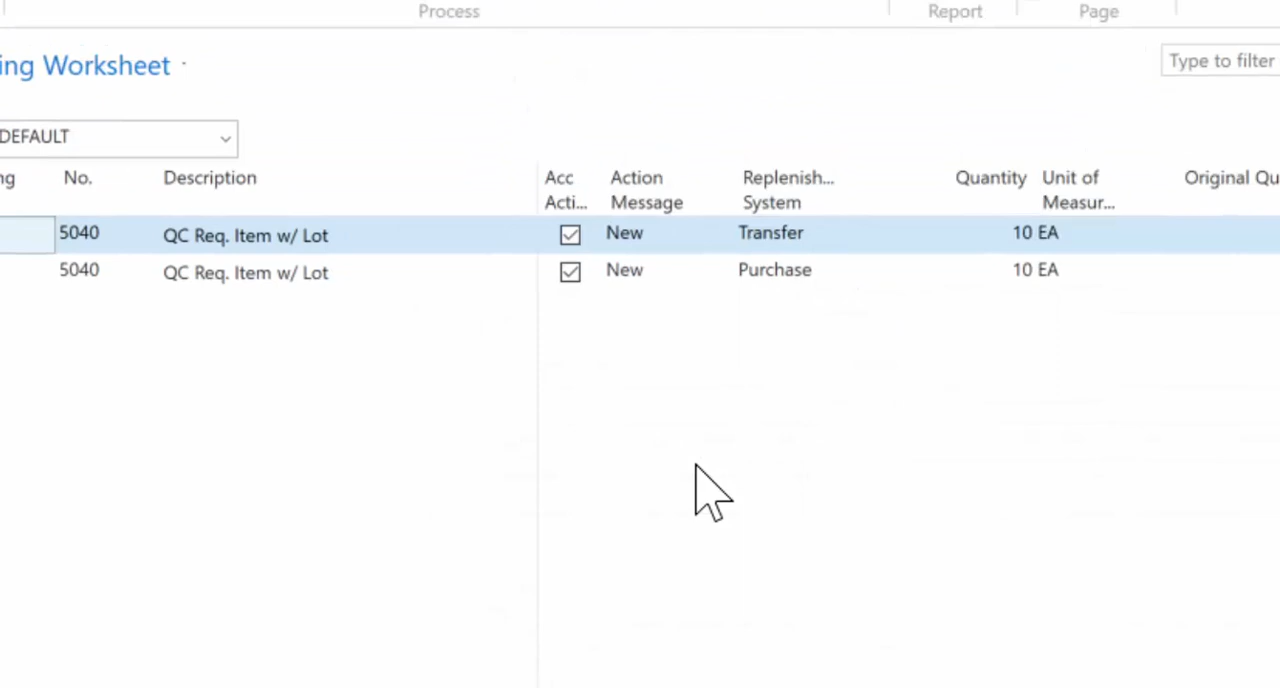 Process Report Page
ing Worksheet
Type to filter
DEFAULT
ng No. Description Acc Acti... Action Message Replenish... System Quantity Unit of Measur... Original Qu
5040 QC Req. Item w/ Lot New Transfer 10 EA
5040 QC Req. Item w/ Lot New Purchase 10 EA